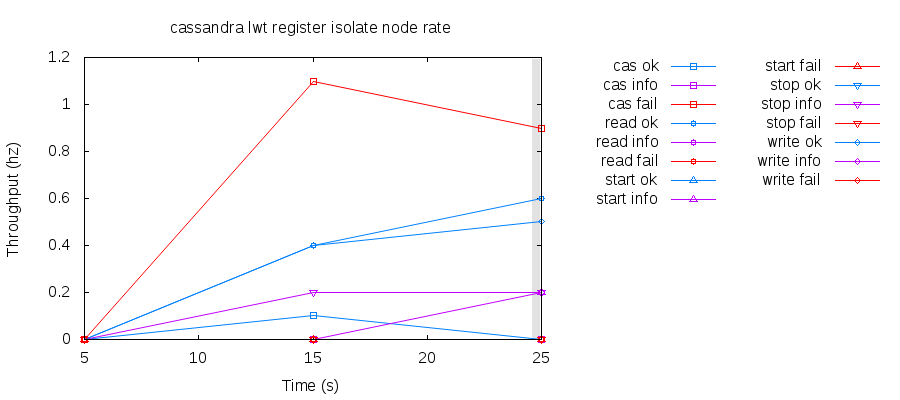 cassandra lwt register isolate node rate
1.2
1
0.8
0.6
0.4
0.2
0
Throughput (hz)
5
10
15
20
25
Time (s)
cas ok
cas info
cas fail
read ok
read info
read fail
start ok
start info
start fail
stop ok
stop info
stop fail
write ok
write info
write fail